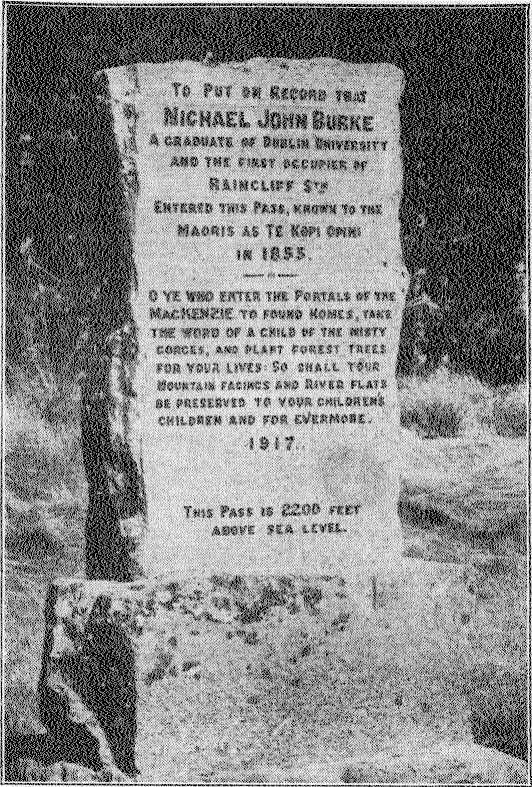 TO PUT ON RECORD THAT
MICHAEL JOHN BURKE
A GRADUATE OF DUBLIN UNIVERSITY
AND THE FIRST OCCUPIER OF
RAINCLIFF STN
ENTERED THIS PASS, KNOWN TO THE
MAORIS AS TE KOPI OPIHI
IN 1855.
O YE WHO ENTER THE PORTALS OF THE
MACKENZIE TO FOUND HOMES, TAKE
THE WORD OF A CHILD OF THE MISTY
GORGES, AND PLANT FOREST TREES
FOR YOUR LIVES: SO SHALL YOUR
MOUNTAIN FACINGS AND RIVER FLATS
BE PRESERVED TO YOUR CHILDREN'S
CHILDREN AND FOR EVERMORE.
1917.
THIS PASS IS 2200 FEET
ABOVE SEA LEVEL.